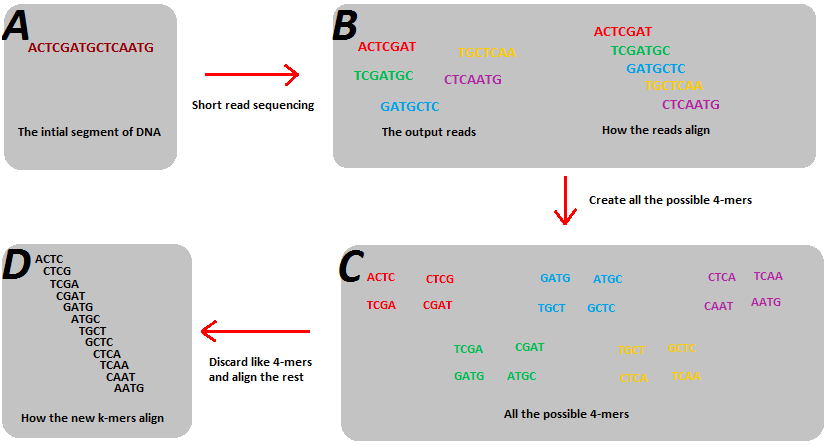 A
ACTCGATGCTCAATG
The intial segment of DNA
Short read sequencing
B
ACTCGAT
TGCTCAA
TCGATGC
CTCAATG
GATGCTC
The output reads
ACTCGAT
TCGATGC
GATGCTC
TGCTCAA
CTCAATG
How the reads align
Create all the possible 4-mers
C
ACTC CTCG
TCGA CGAT
GATG ATGC
TGCT GCTC
CTCA TCAA
CAAT AATG
TCGA CGAT
GATG ATGC
TGCT GCTC
CTCA TCAA
All the possible 4-mers
Discard like 4-mers
and align the rest
D
ACTC
CTCG
TCGA
CGAT
GATG
ATGC
TGCT
GCTC
CTCA
TCAA
CAAT
AATG
How the new k-mers align